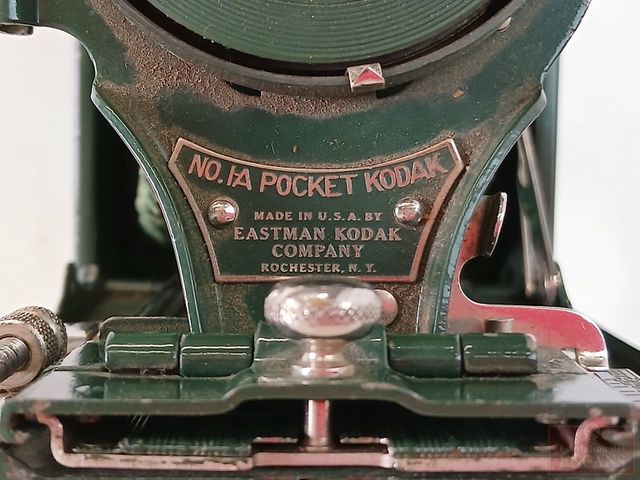 NO. 1A POCKET KODAK
MADE IN U.S.A. BY
EASTMAN KODAK
COMPANY
ROCHESTER, N. Y.